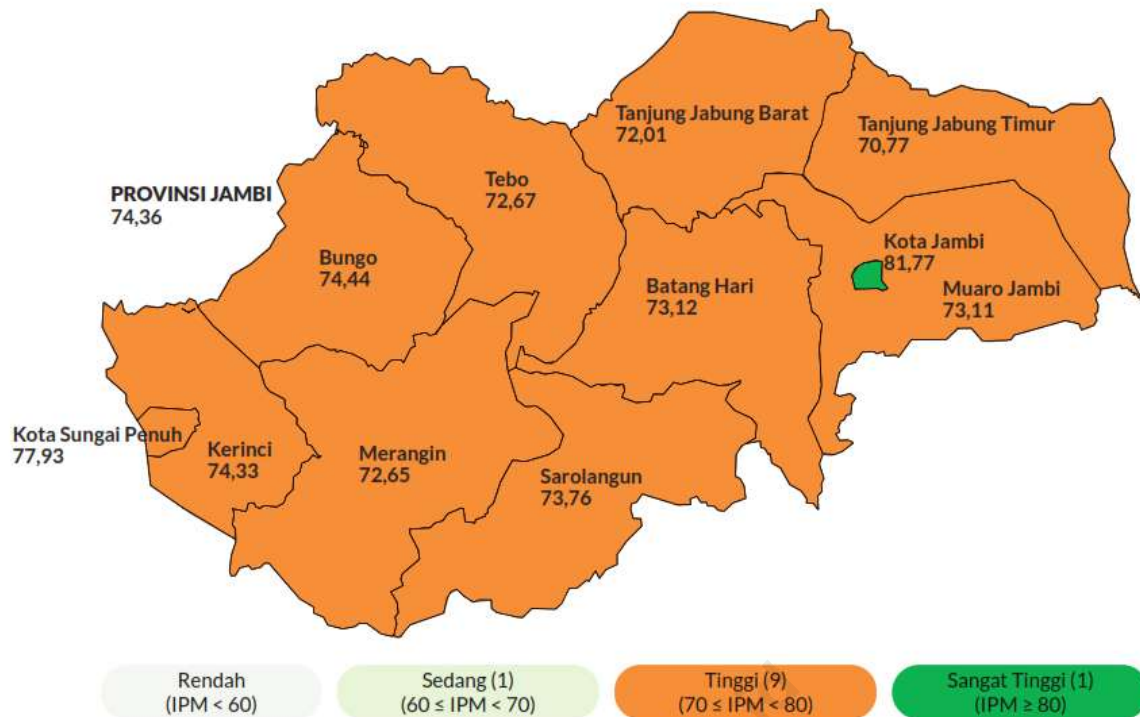 Tanjung Jabung Barat
72,01
Tanjung Jabung Timur
70,77
Tebo
72,67
PROVINSI JAMBI
74,36
Bungo
74,44
Kota Jambi
81,77
Batang Hari
73,12
Muaro Jambi
73,11
Kota Sungai Penuh
77,93
Kerinci
74,33
Merangin
72,65
Sarolangun
73,76
Rendah
(IPM < 60)
Sedang (1)
(60 ≤ IPM < 70)
Tinggi (9)
(70 ≤ IPM < 80)
Sangat Tinggi (1)
(IPM ≥ 80)